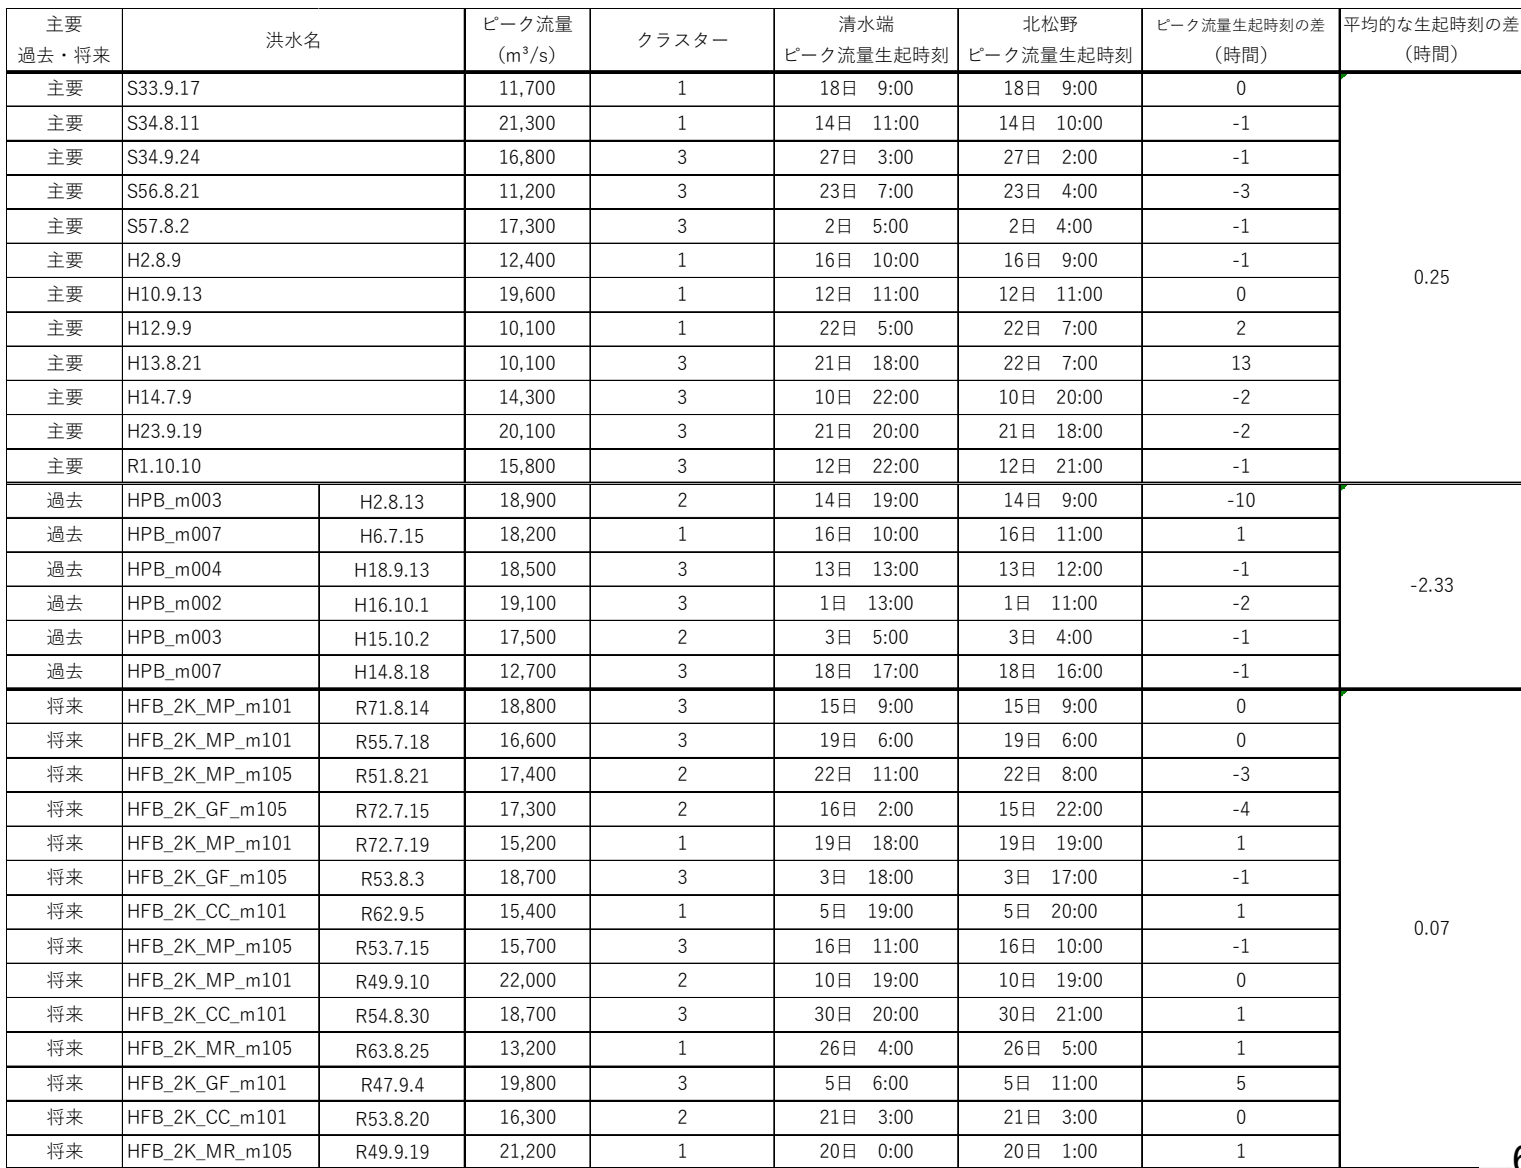 主要 過去・将来 洪水名 ピーク流量 (m³/s) クラスター 清水端 ピーク流量生起時刻 北松野 ピーク流量生起時刻 ピーク流量生起時刻の差 (時間) 平均的な生起時刻の差 (時間)
主要 S33.9.17 11,700 1 18日 9:00 18日 9:00 0
主要 S34.8.11 21,300 1 14日 11:00 14日 10:00 -1
主要 S34.9.24 16,800 3 27日 3:00 27日 2:00 -1
主要 S56.8.21 11,200 3 23日 7:00 23日 4:00 -3
主要 S57.8.2 17,300 3 2日 5:00 2日 4:00 -1
主要 H2.8.9 12,400 1 16日 10:00 16日 9:00 -1
0.25
主要 H10.9.13 19,600 1 12日 11:00 12日 11:00 0
主要 H12.9.9 10,100 1 22日 5:00 22日 7:00 2
主要 H13.8.21 10,100 3 21日 18:00 22日 7:00 13
主要 H14.7.9 14,300 3 10日 22:00 10日 20:00 -2
主要 H23.9.19 20,100 3 21日 20:00 21日 18:00 -2
主要 R1.10.10 15,800 3 12日 22:00 12日 21:00 -1
過去 HPB_m003 H2.8.13 18,900 2 14日 19:00 14日 9:00 -10
過去 HPB_m007 H6.7.15 18,200 1 16日 10:00 16日 11:00 1
過去 HPB_m004 H18.9.13 18,500 3 13日 13:00 13日 12:00 -1
-2.33
過去 HPB_m002 H16.10.1 19,100 3 1日 13:00 1日 11:00 -2
過去 HPB_m003 H15.10.2 17,500 2 3日 5:00 3日 4:00 -1
過去 HPB_m007 H14.8.18 12,700 3 18日 17:00 18日 16:00 -1
将来 HFB_2K_MP_m101 R71.8.14 18,800 3 15日 9:00 15日 9:00 0
将来 HFB_2K_MP_m101 R55.7.18 16,600 3 19日 6:00 19日 6:00 0
将来 HFB_2K_MP_m105 R51.8.21 17,400 2 22日 11:00 22日 8:00 -3
将来 HFB_2K_GF_m105 R72.7.15 17,300 2 16日 2:00 15日 22:00 -4
将来 HFB_2K_MP_m101 R72.7.19 15,200 1 19日 18:00 19日 19:00 1
将来 HFB_2K_GF_m105 R53.8.3 18,700 3 3日 18:00 3日 17:00 -1
将来 HFB_2K_CC_m101 R62.9.5 15,400 1 5日 19:00 5日 20:00 1
0.07
将来 HFB_2K_MP_m105 R53.7.15 15,700 3 16日 11:00 16日 10:00 -1
将来 HFB_2K_MP_m101 R49.9.10 22,000 2 10日 19:00 10日 19:00 0
将来 HFB_2K_CC_m101 R54.8.30 18,700 3 30日 20:00 30日 21:00 1
将来 HFB_2K_MR_m105 R63.8.25 13,200 1 26日 4:00 26日 5:00 1
将来 HFB_2K_GF_m101 R47.9.4 19,800 3 5日 6:00 5日 11:00 5
将来 HFB_2K_CC_m101 R53.8.20 16,300 2 21日 3:00 21日 3:00 0
将来 HFB_2K_MR_m105 R49.9.19 21,200 1 20日 0:00 20日 1:00 1